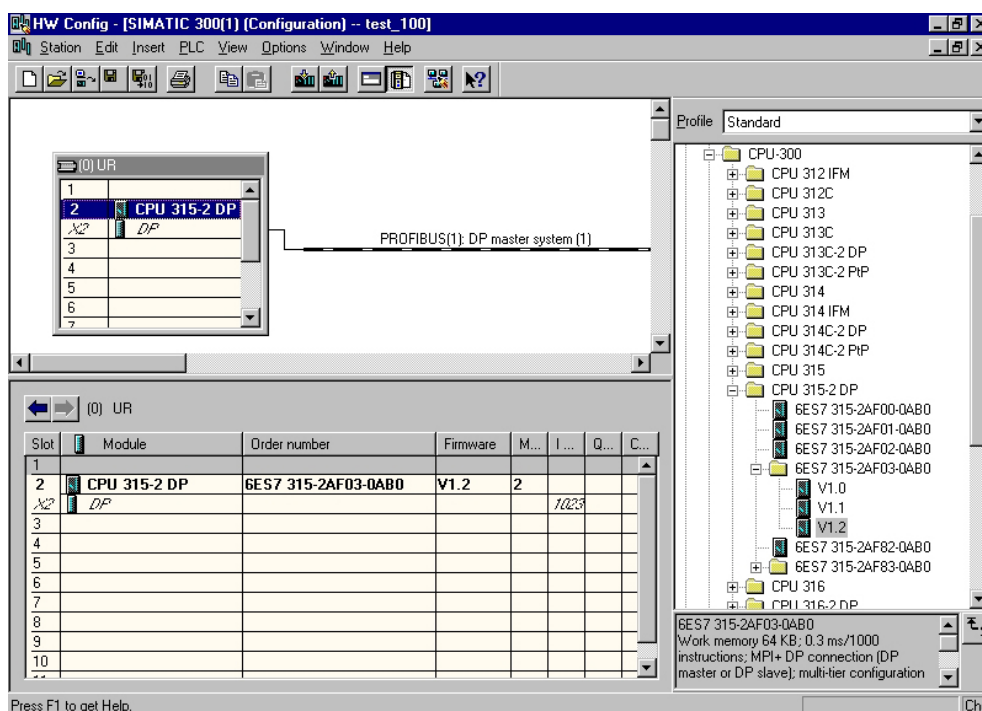 HW Config - [SIMATIC 300(1) (Configuration) -- test_100]
Station Edit Insert PLC View Options Window Help
(0) UR
1
2 CPU 315-2 DP
X2 DP
3
4
5
6
7
PROFIBUS(1): DP master system (1)
(0) UR
Slot Module Order number Firmware M... I ... Q... C...
1
2 CPU 315-2 DP 6ES7 315-2AF03-0AB0 V1.2 2
X2 DP 1023
3
4
5
6
7
8
9
10
11
Profile Standard
CPU-300
CPU 312 IFM
CPU 312C
CPU 313
CPU 313C
CPU 313C-2 DP
CPU 313C-2 PtP
CPU 314
CPU 314 IFM
CPU 314C-2 DP
CPU 314C-2 PtP
CPU 315
CPU 315-2 DP
6ES7 315-2AF00-0AB0
6ES7 315-2AF01-0AB0
6ES7 315-2AF02-0AB0
6ES7 315-2AF03-0AB0
V1.0
V1.1
V1.2
6ES7 315-2AF82-0AB0
6ES7 315-2AF83-0AB0
CPU 316
CPU 316-2 DP
6ES7 315-2AF03-0AB0
Work memory 64 KB; 0.3 ms/1000
instructions; MPI+ DP connection (DP
master or DP slave); multi-tier configuration
Press F1 to get Help.
Ch